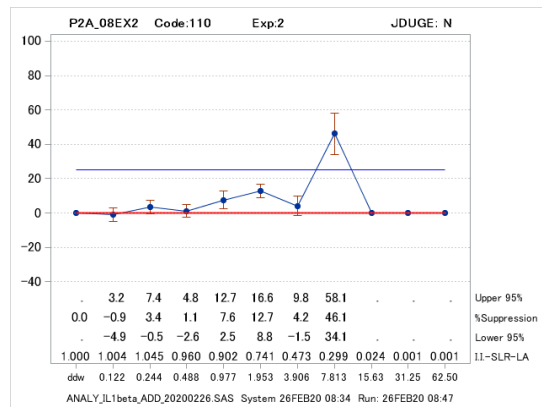 P2A_08EX2 Code:110 Exp:2 JDUGE: N
100
80
60
40
20
0
-20
-40
. 3.2 7.4 4.8 12.7 16.6 9.8 58.1 . . . Upper 95%
0.0 -0.9 3.4 1.1 7.6 12.7 4.2 46.1 . . . %Suppression
. -4.9 -0.5 -2.6 2.5 8.8 -1.5 34.1 . . . Lower 95%
1.000 1.004 1.045 0.960 0.902 0.741 0.473 0.299 0.024 0.001 0.001 I.I.-SLR-LA
ddw 0.122 0.244 0.488 0.977 1.953 3.906 7.813 15.63 31.25 62.50
ANALY_IL1beta_ADD_20200226.SAS System 26FEB20 08:34 Run: 26FEB20 08:47